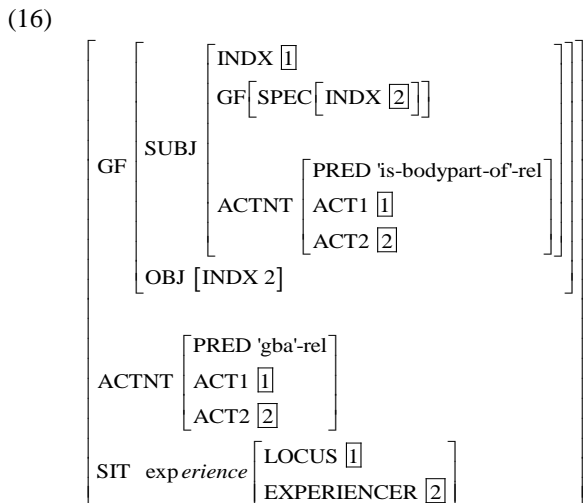 (16)
INDX 1
GF[SPEC[INDX 2]]
SUBJ
PRED 'is-bodypart-of'-rel
GF
ACTNT ACT1 1
ACT2 2
OBJ [INDX 2]
PRED 'gba'-rel
ACTNT ACT1 1
ACT2 2
SIT experience LOCUS 1
EXPERIENCER 2